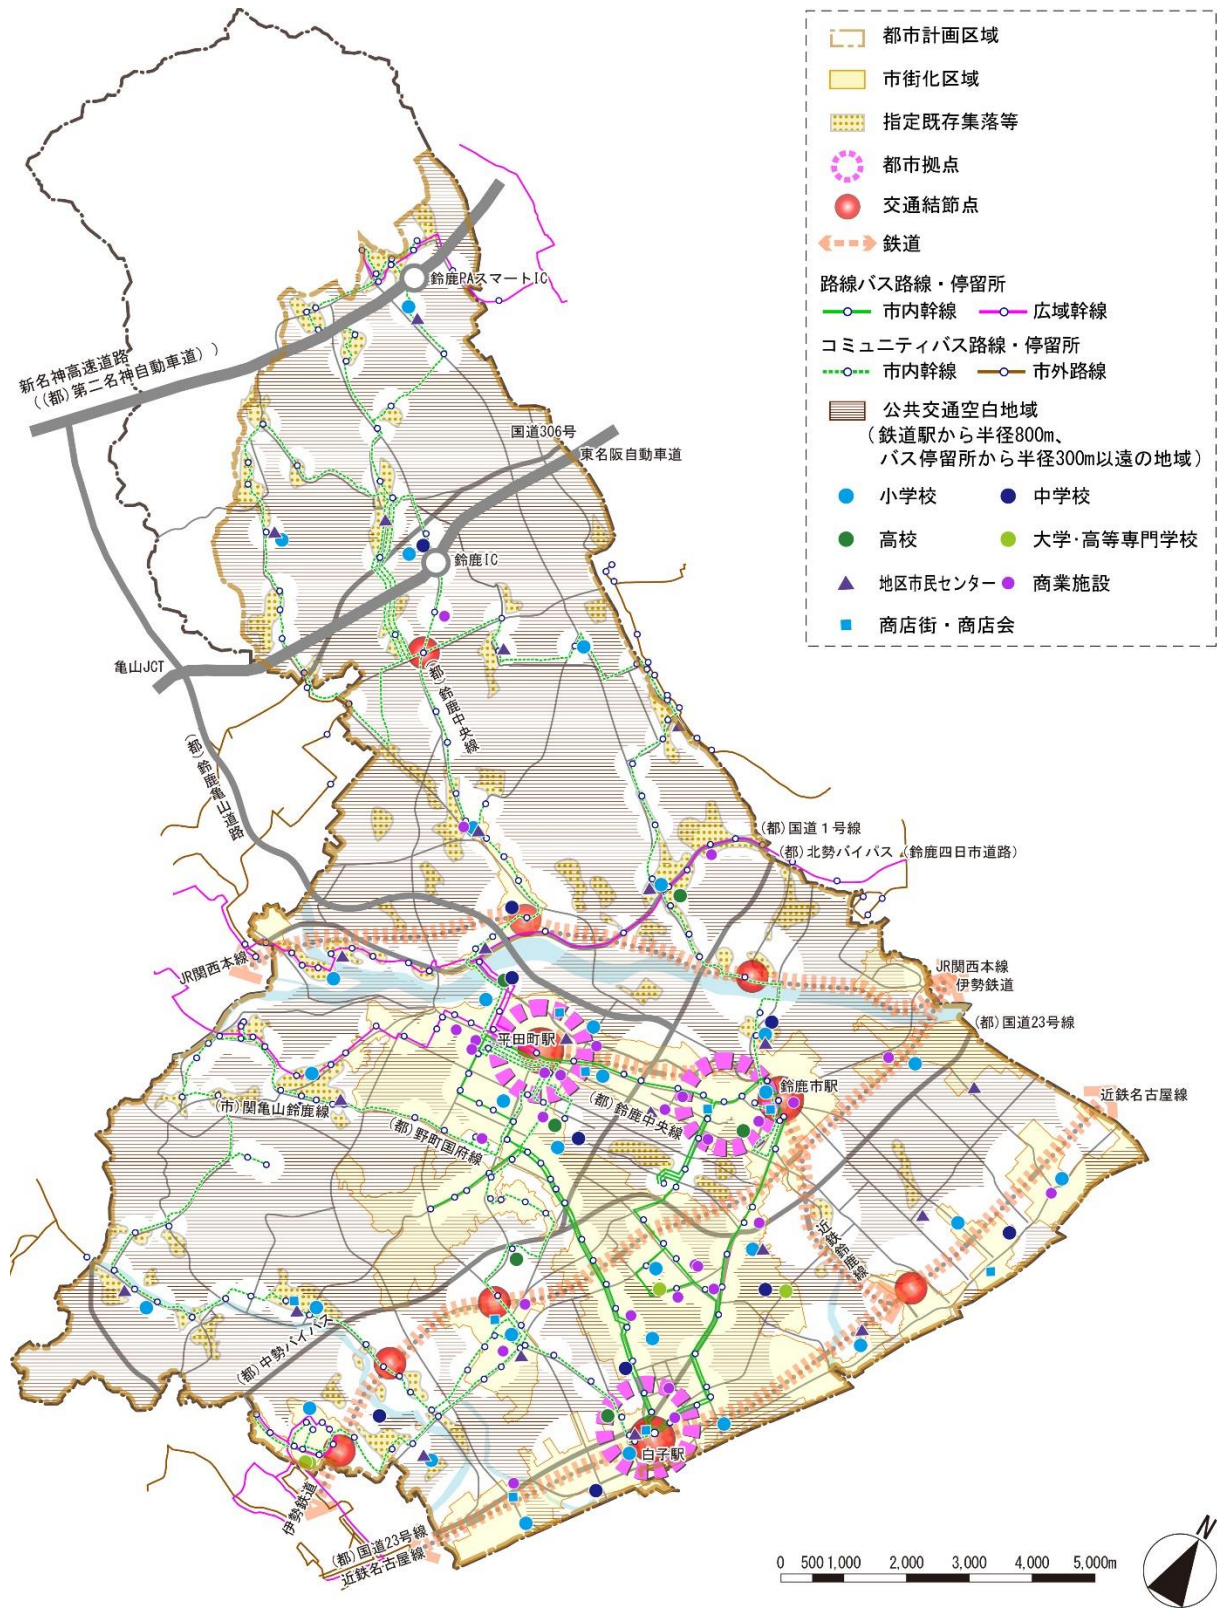 都市計画区域
市街化区域
指定既存集落等
都市拠点
交通結節点
鉄道
路線バス路線・停留所
市内幹線 広域幹線
コミュニティバス路線・停留所
市内幹線 市外路線
公共交通空白地域
(鉄道駅から半径800m、
バス停留所から半径300m以遠の地域)
小学校 中学校
高校 大学・高等専門学校
地区市民センター 商業施設
商店街・商店会
鈴鹿PAスマートIC
新名神高速道路
((都)第二名神自動車道))
国道306号
東名阪自動車道
鈴鹿IC
亀山JCT
(都)鈴鹿中央線
(都)鈴鹿亀山道路
(都)国道1号線
(都)北勢バイパス(鈴鹿四日市道路)
JR関西本線
JR関西本線
伊勢鉄道
(都)国道23号線
平田町駅
鈴鹿市駅
近鉄名古屋線
(市)関亀山鈴鹿線
(都)鈴鹿中央線
(都)野町国府線
近鉄鈴鹿線
(都)中勢バイパス
白子駅
伊勢鉄道
(都)国道23号線
近鉄名古屋線
0 500 1,000 2,000 3,000 4,000 5,000m
N